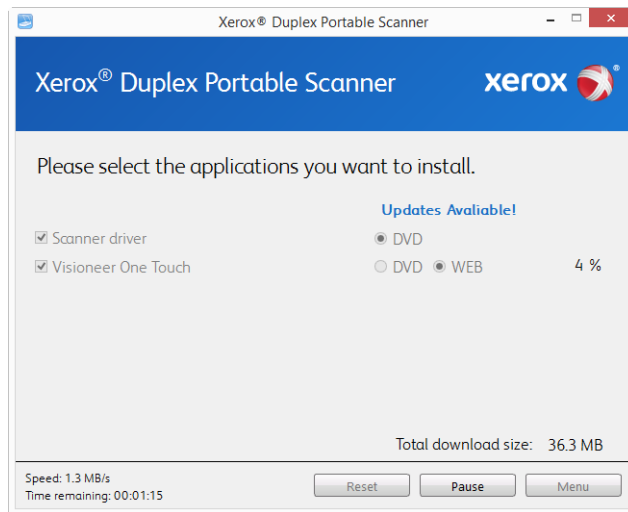 Xerox® Duplex Portable Scanner
Xerox® Duplex Portable Scanner
xerox ®
Please select the applications you want to install.
Updates Avaliable!
Scanner driver DVD
Visioneer One Touch DVD WEB 4 %
Total download size: 36.3 MB
Speed: 1.3 MB/s
Time remaining: 00:01:15
Reset Pause Menu